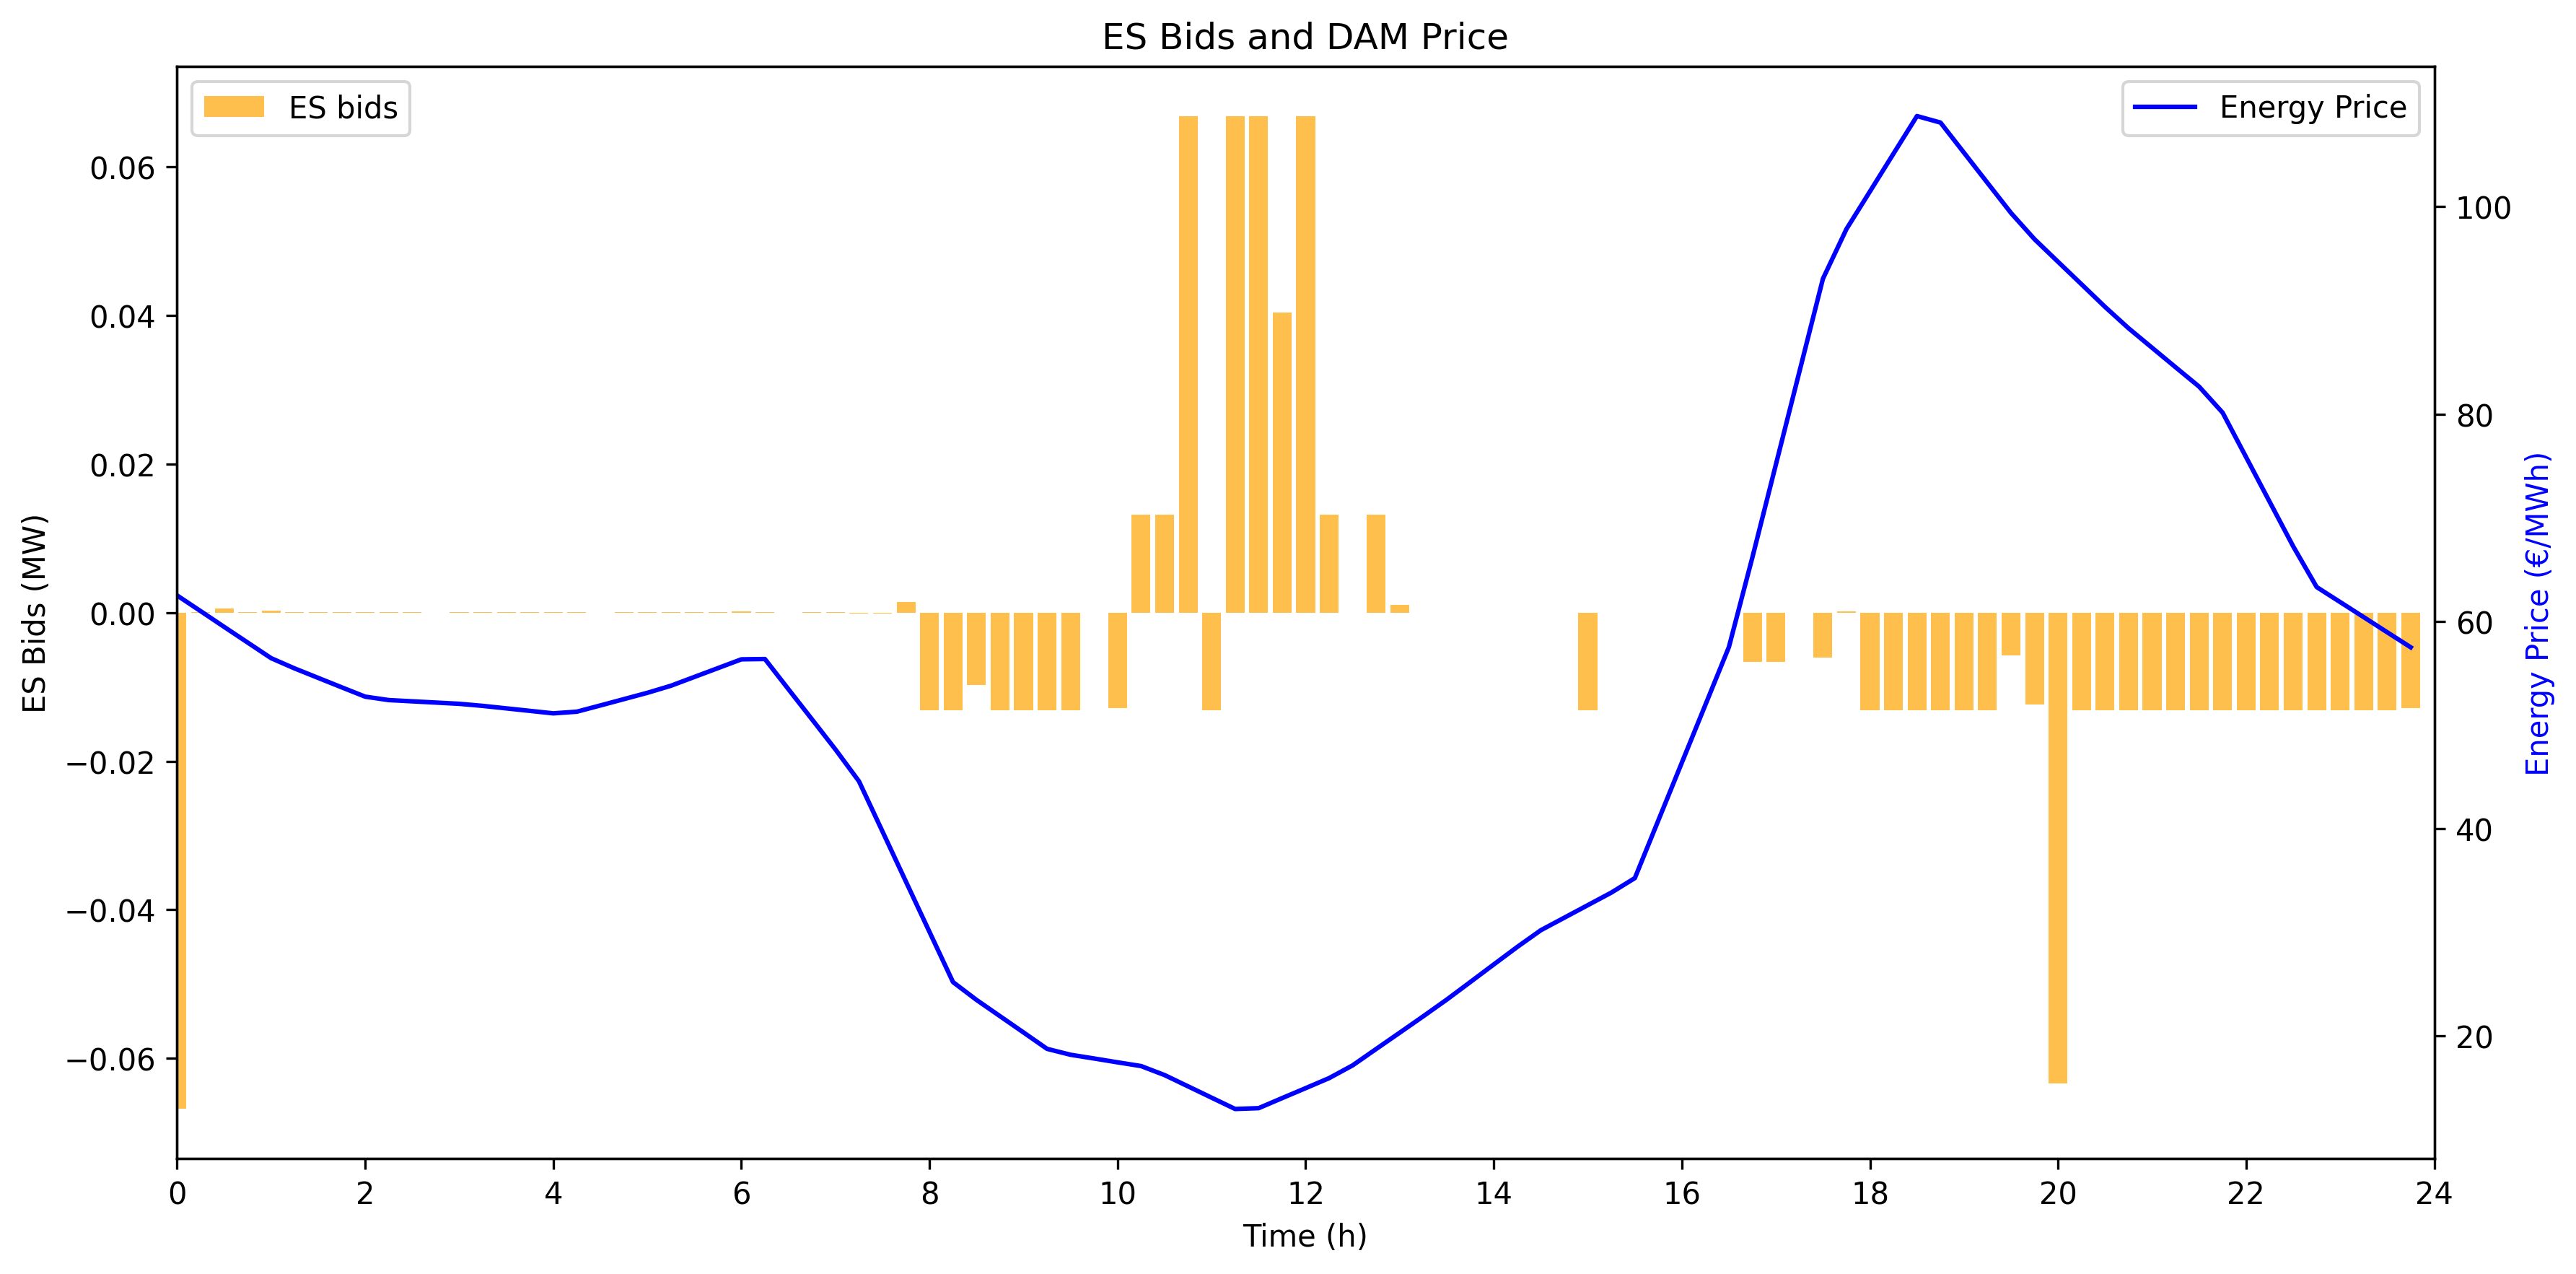 ES Bids and DAM Price
ES bids
Energy Price
0.06
0.04
0.02
0.00
−0.02
−0.04
−0.06
ES Bids (MW)
100
80
60
40
20
Energy Price (€/MWh)
0 2 4 6 8 10 12 14 16 18 20 22 24
Time (h)